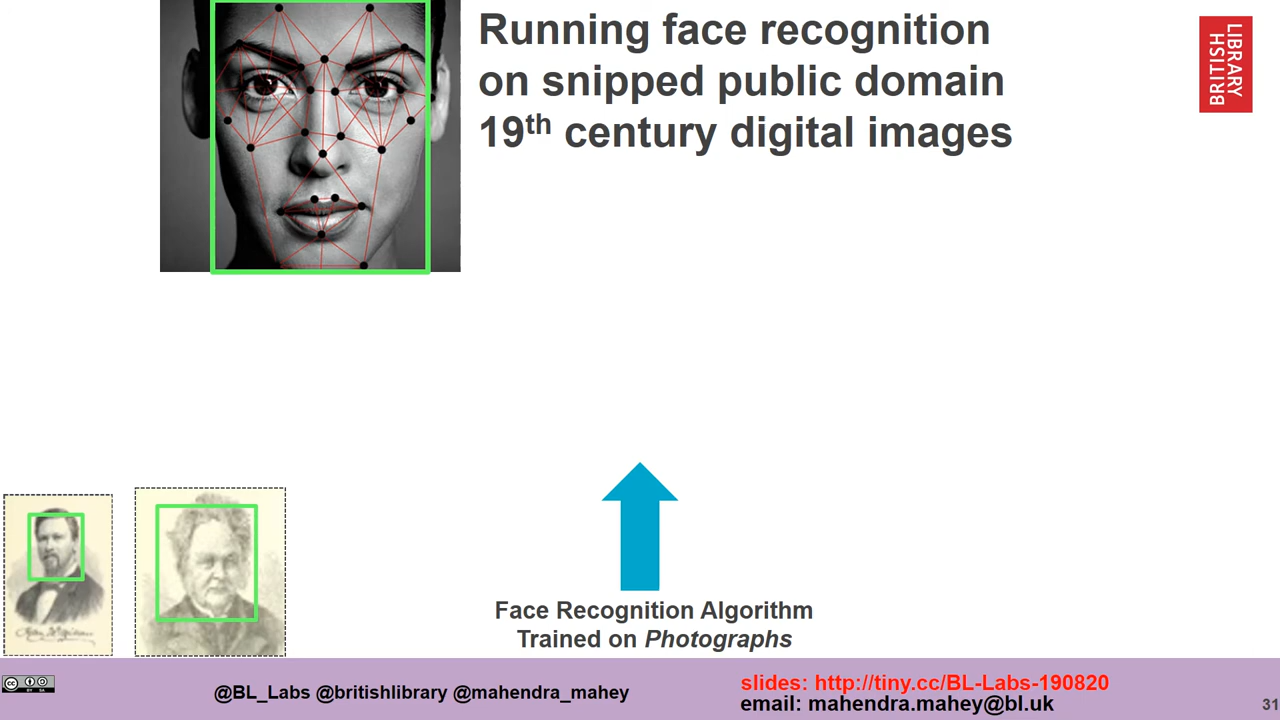 Running face recognition
on snipped public domain
19th century digital images
BRITISH
LIBRARY
Face Recognition Algorithm
Trained on Photographs
@BL_Labs @britishlibrary @mahendra_mahey
slides: http://tiny.cc/BL-Labs-190820
email: mahendra.mahey@bl.uk
31